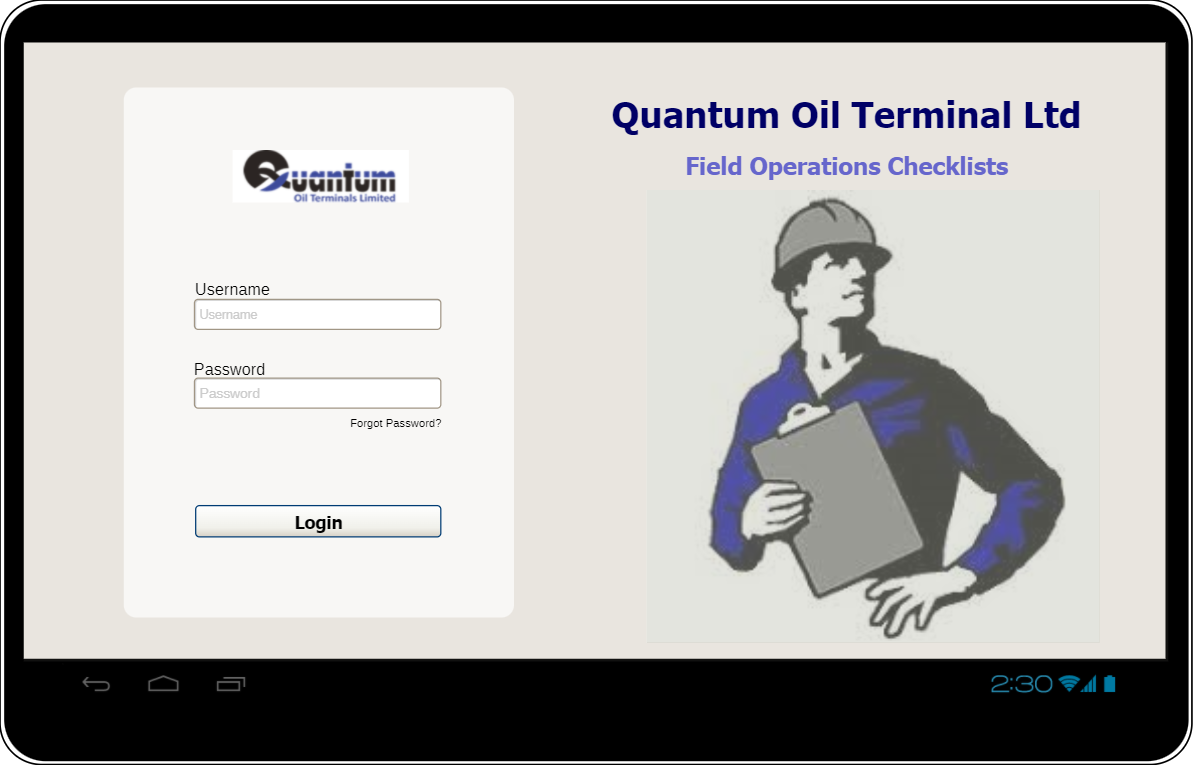 Quantum
Oil Terminals Limited
Username
Username
Password
Password
Forgot Password?
Login
Quantum Oil Terminal Ltd
Field Operations Checklists
2:30